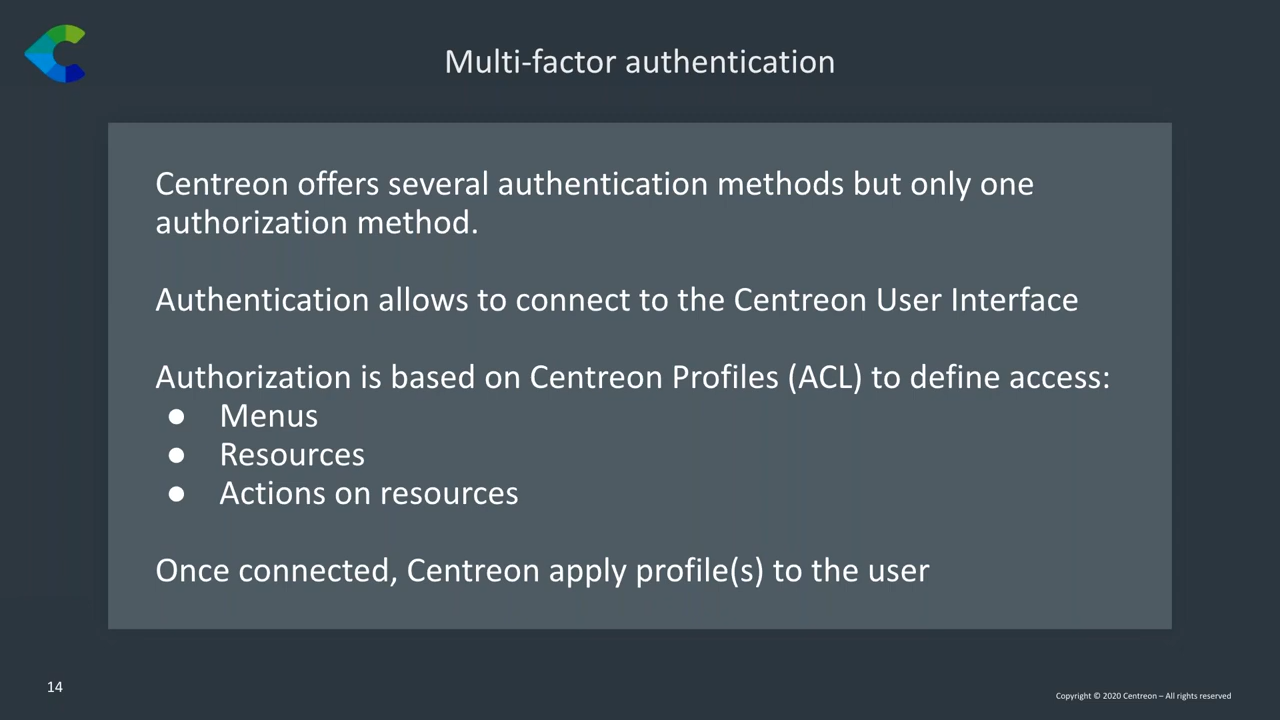 Multi-factor authentication
Centreon offers several authentication methods but only one
authorization method.
Authentication allows to connect to the Centreon User Interface
Authorization is based on Centreon Profiles (ACL) to define access:
● Menus
● Resources
● Actions on resources
Once connected, Centreon apply profile(s) to the user
14
Copyright © 2020 Centreon – All rights reserved